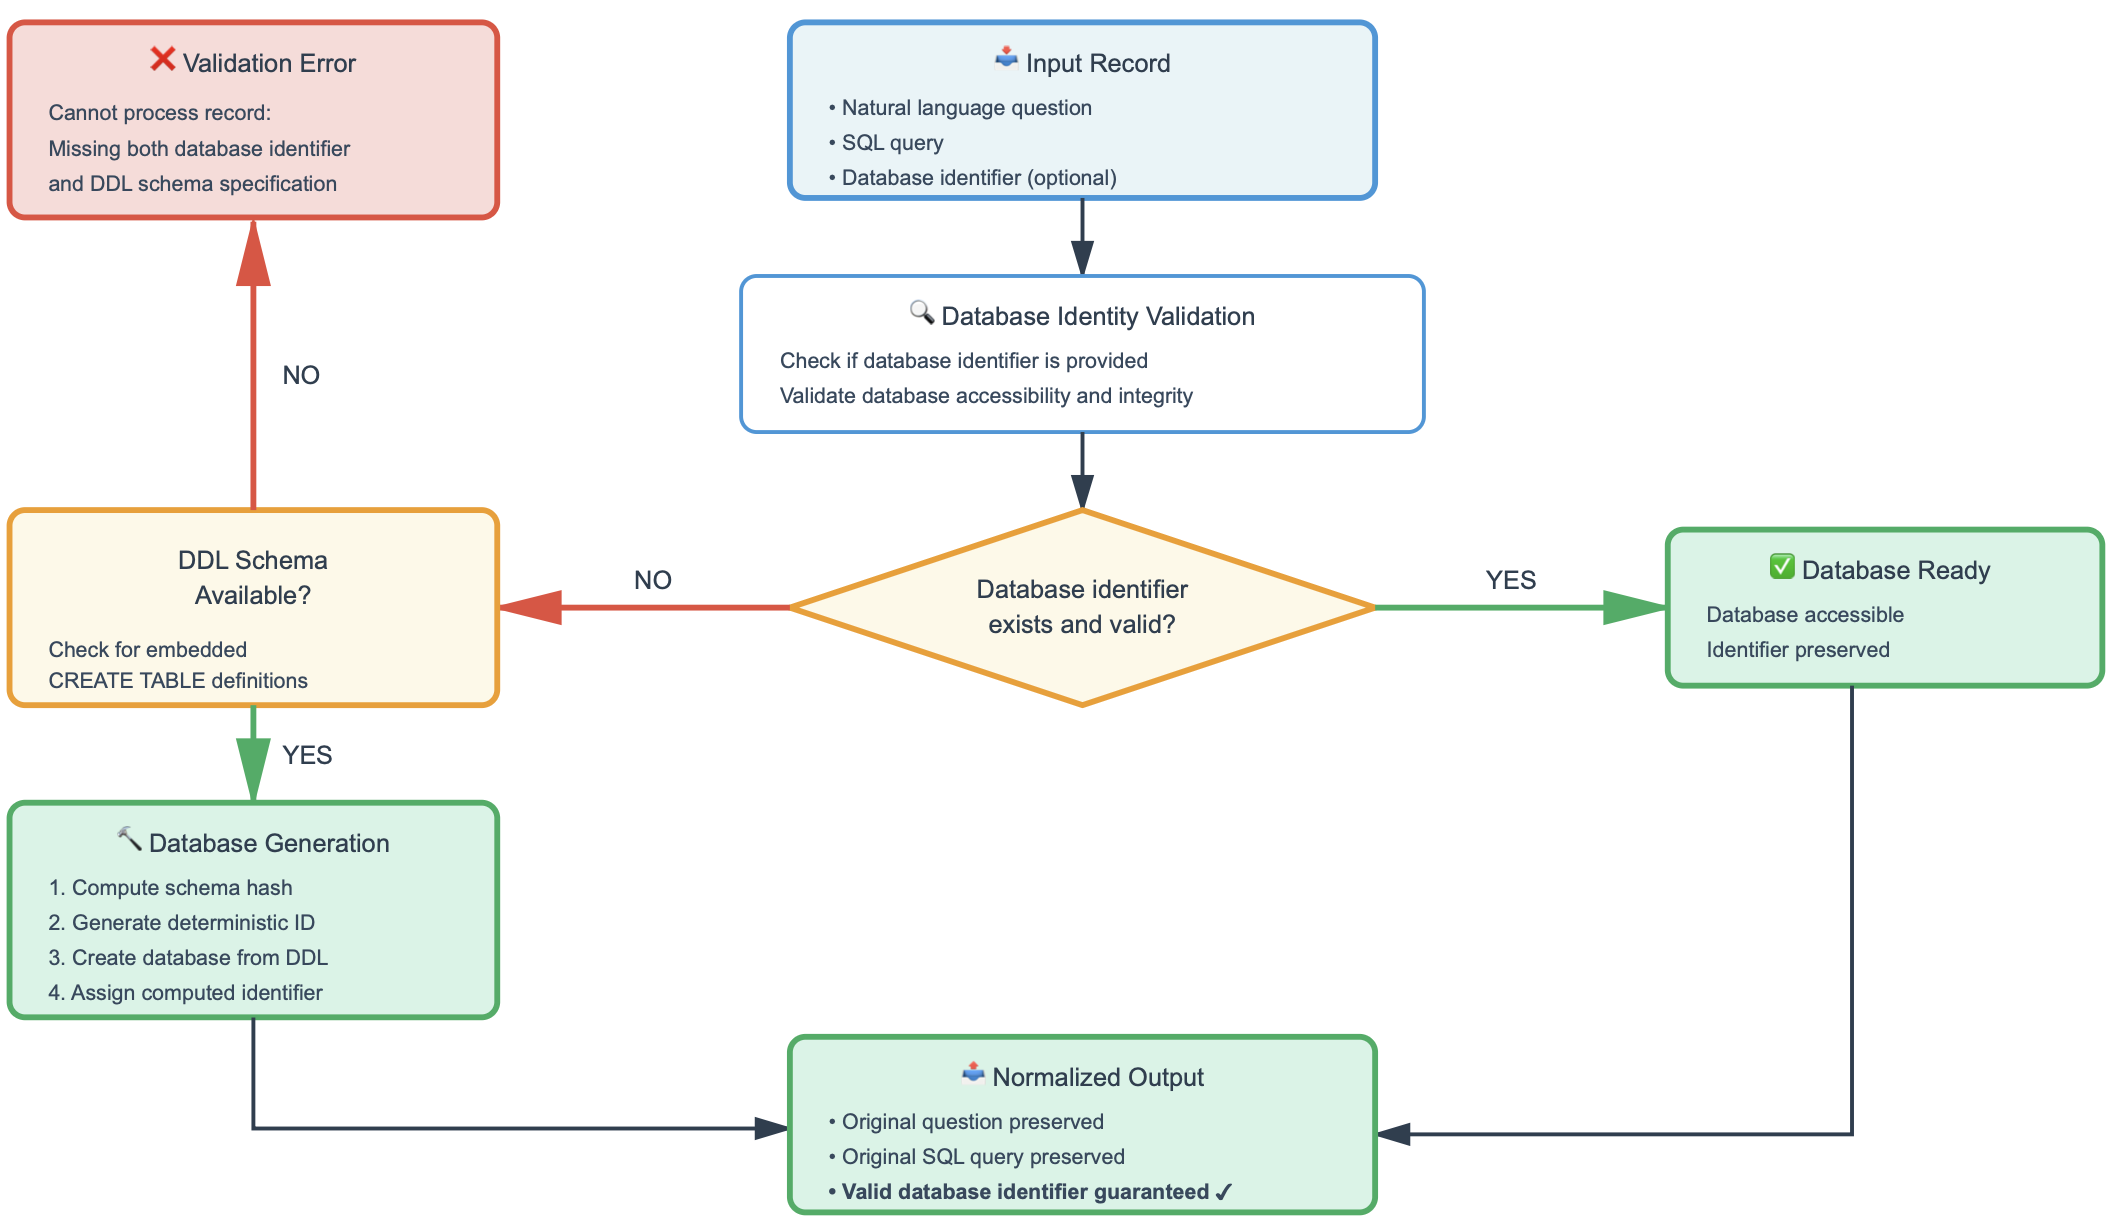 ❌ Validation Error
Cannot process record:
Missing both database identifier
and DDL schema specification
📥 Input Record
• Natural language question
• SQL query
• Database identifier (optional)
🔍 Database Identity Validation
Check if database identifier is provided
Validate database accessibility and integrity
NO
DDL Schema
Available?
Check for embedded
CREATE TABLE definitions
NO
Database identifier
exists and valid?
YES
✅ Database Ready
Database accessible
Identifier preserved
YES
🔨 Database Generation
1. Compute schema hash
2. Generate deterministic ID
3. Create database from DDL
4. Assign computed identifier
📤 Normalized Output
• Original question preserved
• Original SQL query preserved
• Valid database identifier guaranteed ✓